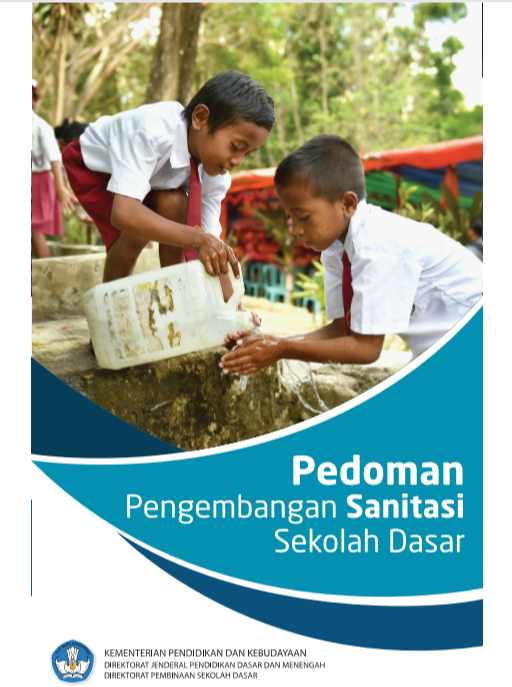 Pedoman
Pengembangan Sanitasi
Sekolah Dasar
KEMENTERIAN PENDIDIKAN DAN KEBUDAYAAN
DIREKTORAT JENDERAL PENDIDIKAN DASAR DAN MENENGAH
DIREKTORAT PEMBINAAN SEKOLAH DASAR